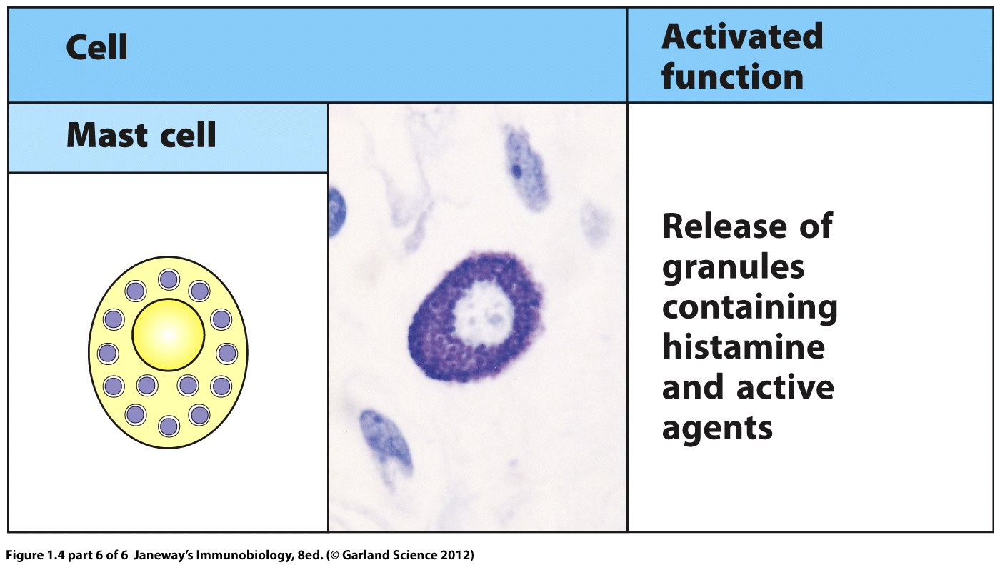 Cell
Activated
function
Mast cell
Release of
granules
containing
histamine
and active
agents
Figure 1.4 part 6 of 6 Janeway’s Immunobiology, 8ed. (© Garland Science 2012)